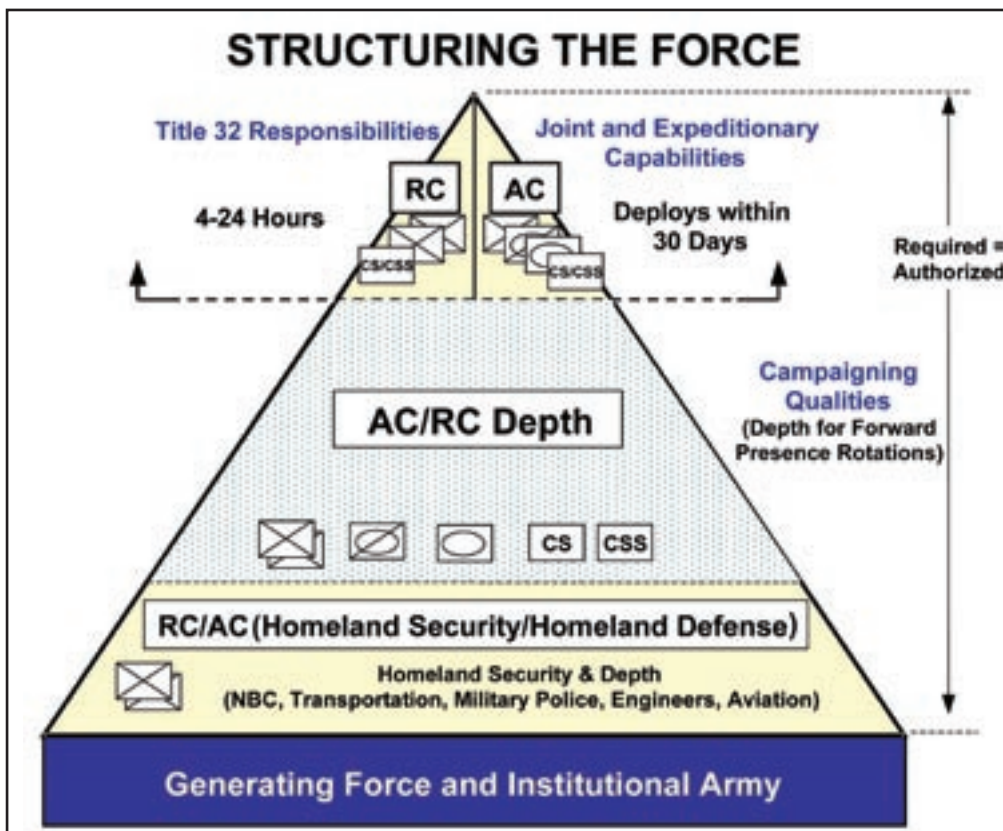 STRUCTURING THE FORCE
Title 32 Responsibilities
Joint and Expeditionary
Capabilities
RC
AC
4-24 Hours
Deploys within
30 Days
CS/CSS
CS/CSS
Required =
Authorized
Campaigning
Qualities
(Depth for Forward
Presence Rotations)
AC/RC Depth
CS
CSS
RC/AC (Homeland Security/Homeland Defense)
Homeland Security & Depth
(NBC, Transportation, Military Police, Engineers, Aviation)
Generating Force and Institutional Army